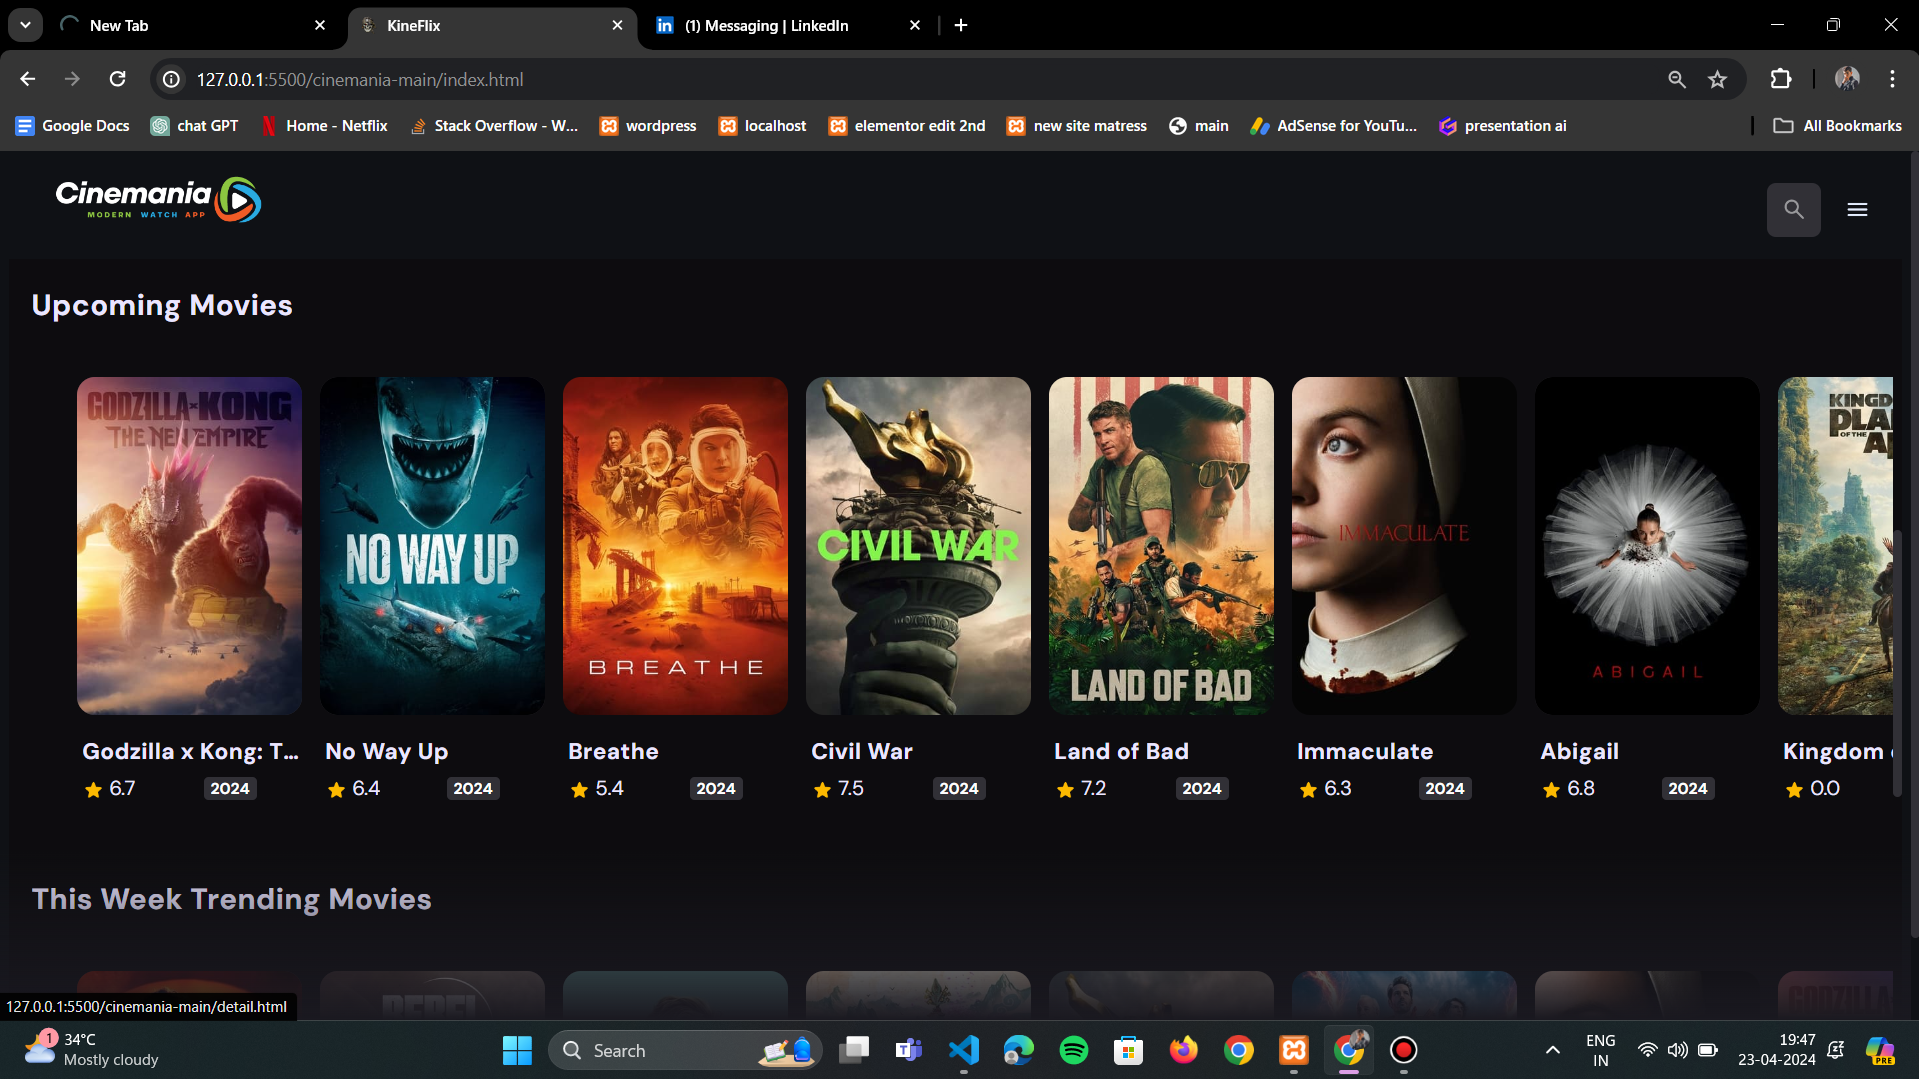 New Tab
KineFlix
(1) Messaging | LinkedIn
127.0.0.1:5500/cinemania-main/index.html
Google Docs
chat GPT
Home - Netflix
Stack Overflow - W...
wordpress
localhost
elementor edit 2nd
new site matress
main
AdSense for YouTu...
presentation ai
All Bookmarks
Cinemania
MODERN WATCH APP
Upcoming Movies
GODZILLA x KONG
THE NEW EMPIRE
NO WAY UP
BREATHE
CIVIL WAR
LAND OF BAD
IMMACULATE
ABIGAIL
KINGD
PLA
OF THE A
Godzilla x Kong: T...
6.7 2024
No Way Up
6.4 2024
Breathe
5.4 2024
Civil War
7.5 2024
Land of Bad
7.2 2024
Immaculate
6.3 2024
Abigail
6.8 2024
Kingdom
0.0
This Week Trending Movies
REBEL
GODZILLA
127.0.0.1:5500/cinemania-main/detail.html
1
34°C
Mostly cloudy
Search
ENG
IN
19:47
23-04-2024
PRE